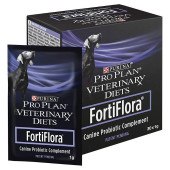 PURINA
PRO PLAN
VETERINARY
DIETS
FortiFlora
Canine Probiotic Complement
PURINA
PRO PLAN
VETERINARY
DIETS
FortiFlora
Canine Probiotic Complement